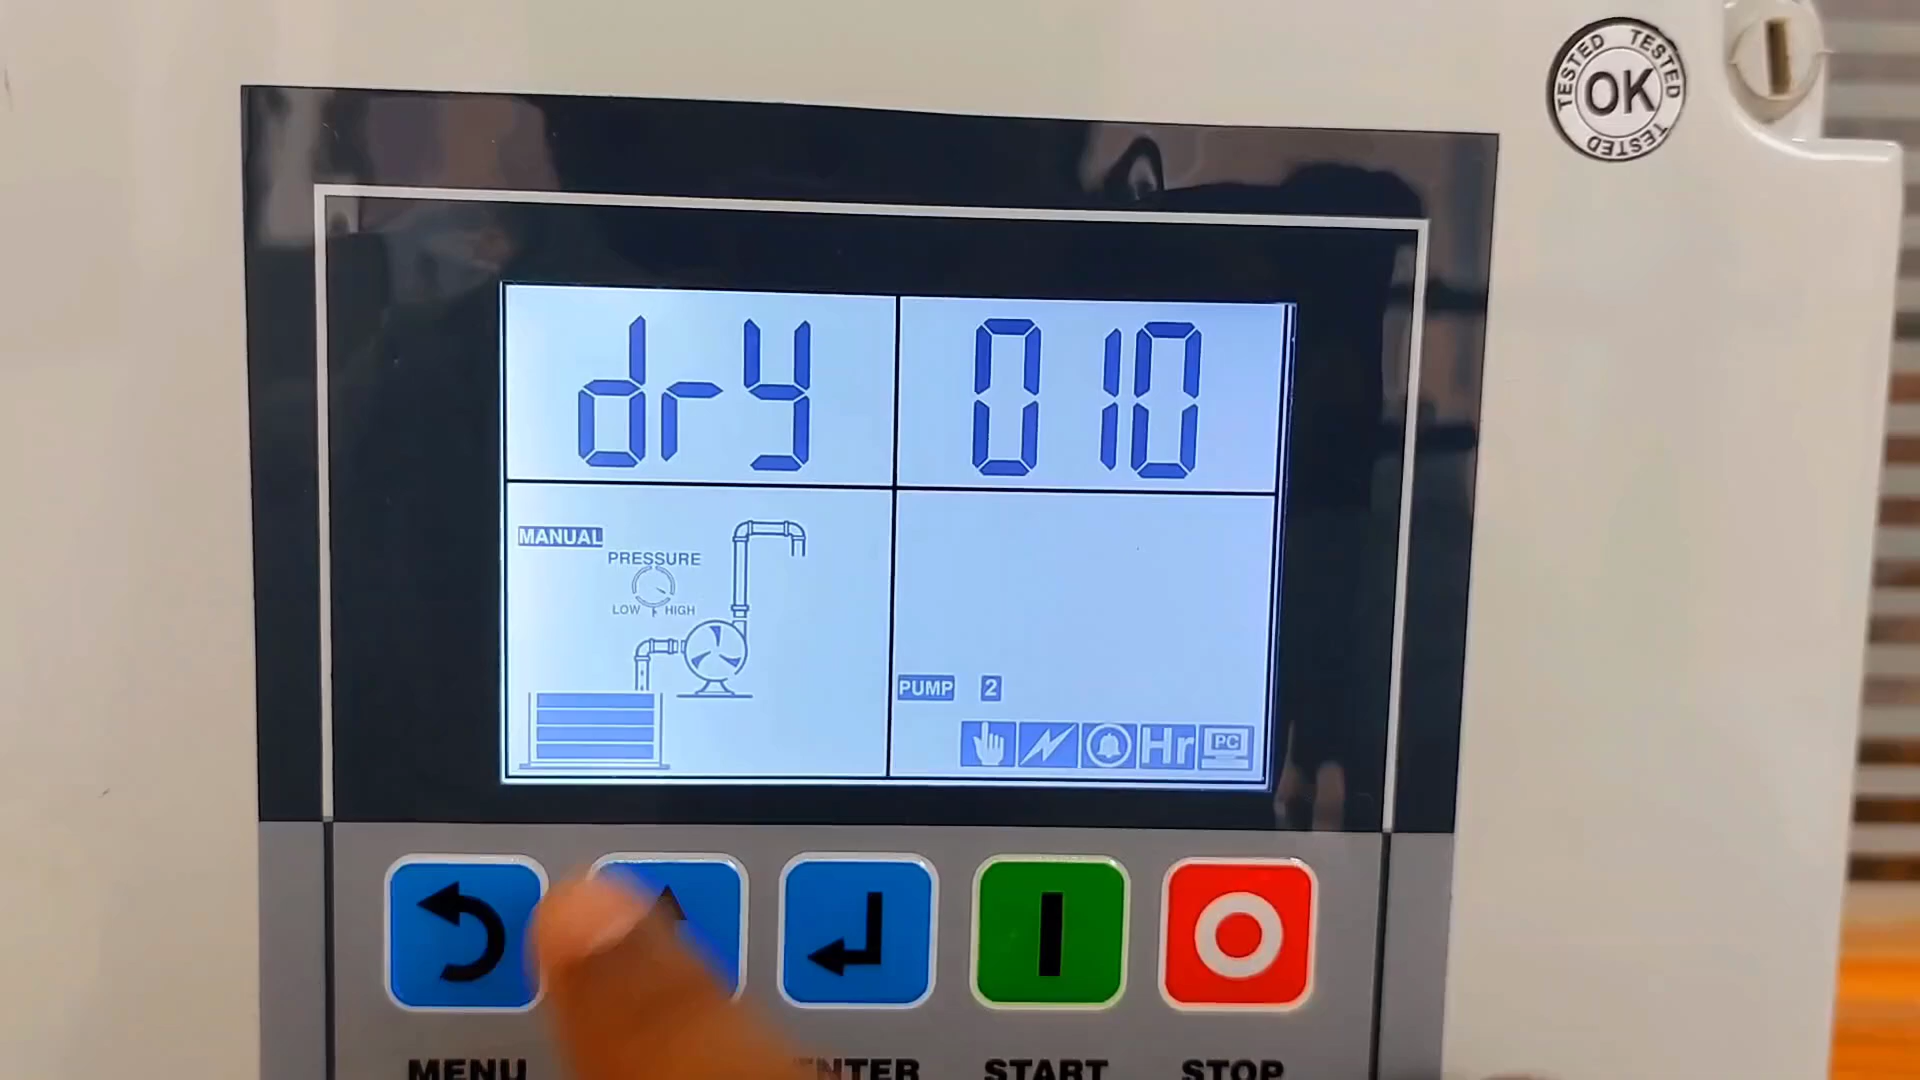 TESTED TESTED
OK
TESTED
dry 010
MANUAL
PRESSURE
LOW HIGH
PUMP 2
Hr PC
MENU START STOP